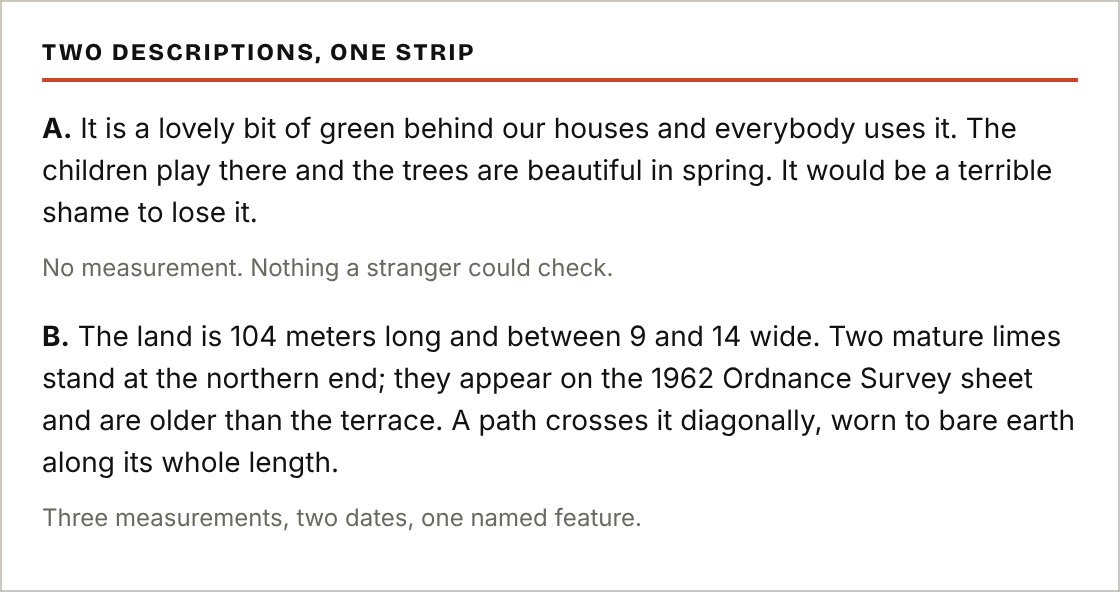 TWO DESCRIPTIONS, ONE STRIP
A. It is a lovely bit of green behind our houses and everybody uses it. The
children play there and the trees are beautiful in spring. It would be a terrible
shame to lose it.
No measurement. Nothing a stranger could check.
B. The land is 104 meters long and between 9 and 14 wide. Two mature limes
stand at the northern end; they appear on the 1962 Ordnance Survey sheet
and are older than the terrace. A path crosses it diagonally, worn to bare earth
along its whole length.
Three measurements, two dates, one named feature.